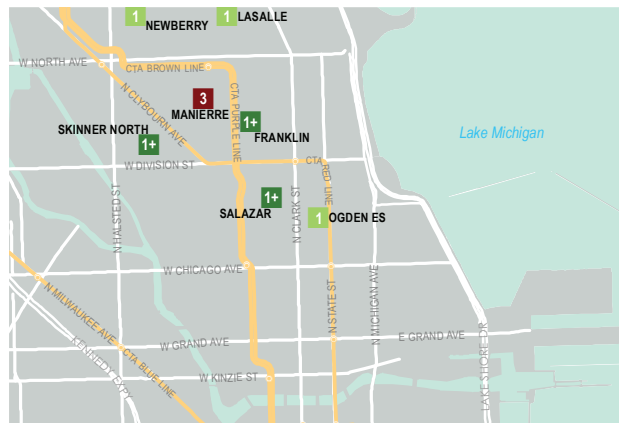 1
NEWBERRY
1
LASALLE
W NORTH AVE
CTA BROWN LINE
N CLYBOURN AVE
3
MANIERRE
CTA PURPLE LINE
1+
FRANKLIN
SKINNER NORTH
1+
Lake Michigan
W DIVISION ST
CTA RED LINE
N HALSTED ST
1+
SALAZAR
N CLARK ST
1
OGDEN ES
W CHICAGO AVE
N MILWAUKEE AVE
N STATE ST
N MICHIGAN AVE
W GRAND AVE
E GRAND AVE
LAKE SHORE DR
KENNEDY EXPY
CTA BLUE LINE
W KINZIE ST